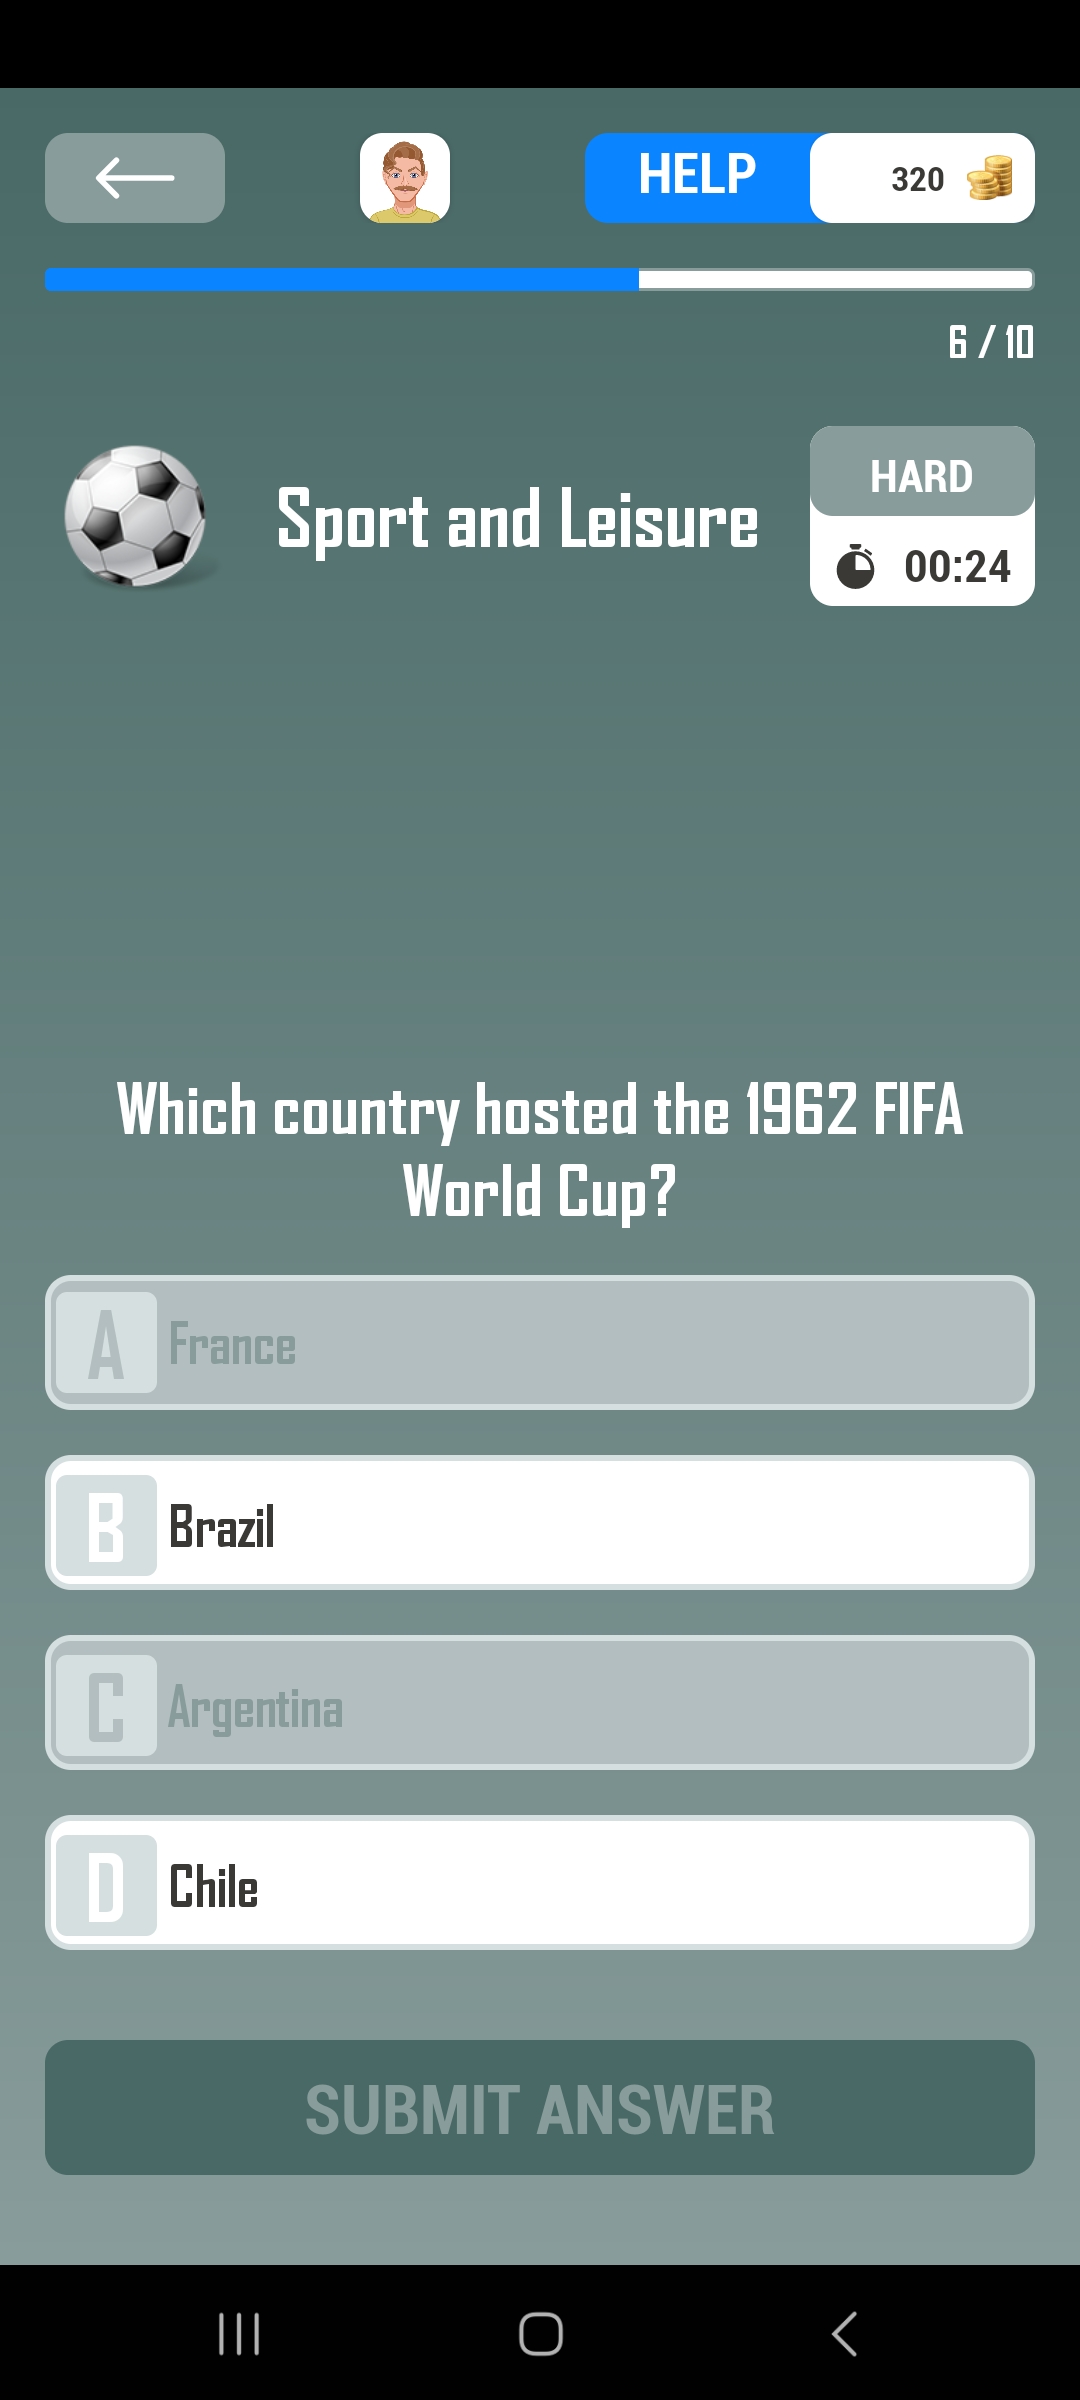 HELP
320
6 / 10
Sport and Leisure
HARD
00:24
Which country hosted the 1962 FIFA
World Cup?
A France
B Brazil
C Argentina
D Chile
SUBMIT ANSWER